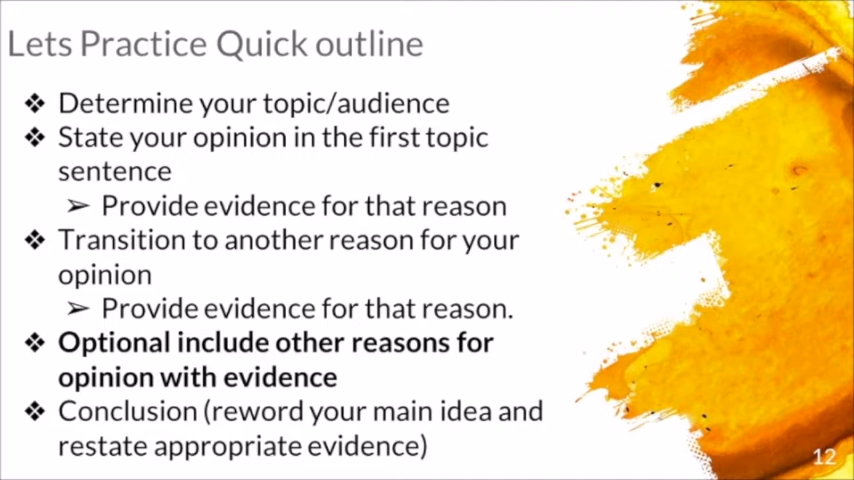 Lets Practice Quick outline
❖ Determine your topic/audience
❖ State your opinion in the first topic
sentence
➢ Provide evidence for that reason
❖ Transition to another reason for your
opinion
➢ Provide evidence for that reason.
❖ Optional include other reasons for
opinion with evidence
❖ Conclusion (reword your main idea and
restate appropriate evidence)
12